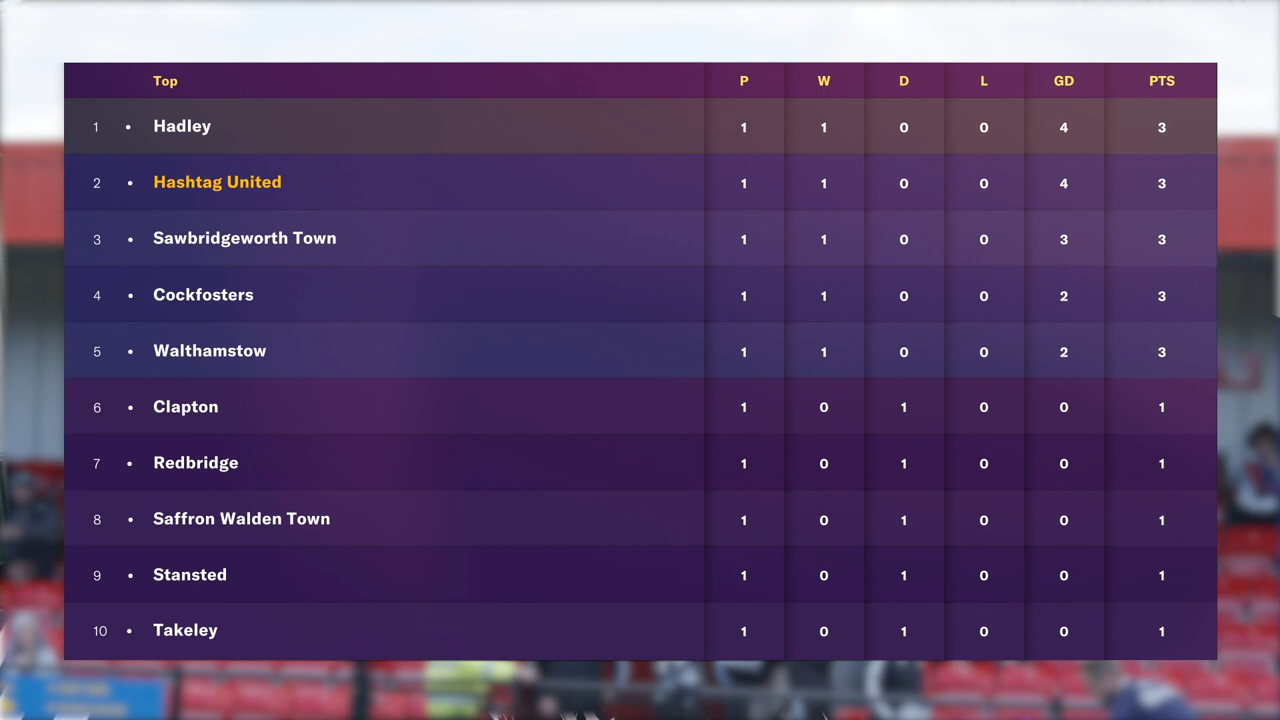 Top P W D L GD PTS
1 • Hadley 1 1 0 0 4 3
2 • Hashtag United 1 1 0 0 4 3
3 • Sawbridgeworth Town 1 1 0 0 3 3
4 • Cockfosters 1 1 0 0 2 3
5 • Walthamstow 1 1 0 0 2 3
6 • Clapton 1 0 1 0 0 1
7 • Redbridge 1 0 1 0 0 1
8 • Saffron Walden Town 1 0 1 0 0 1
9 • Stansted 1 0 1 0 0 1
10 • Takeley 1 0 1 0 0 1